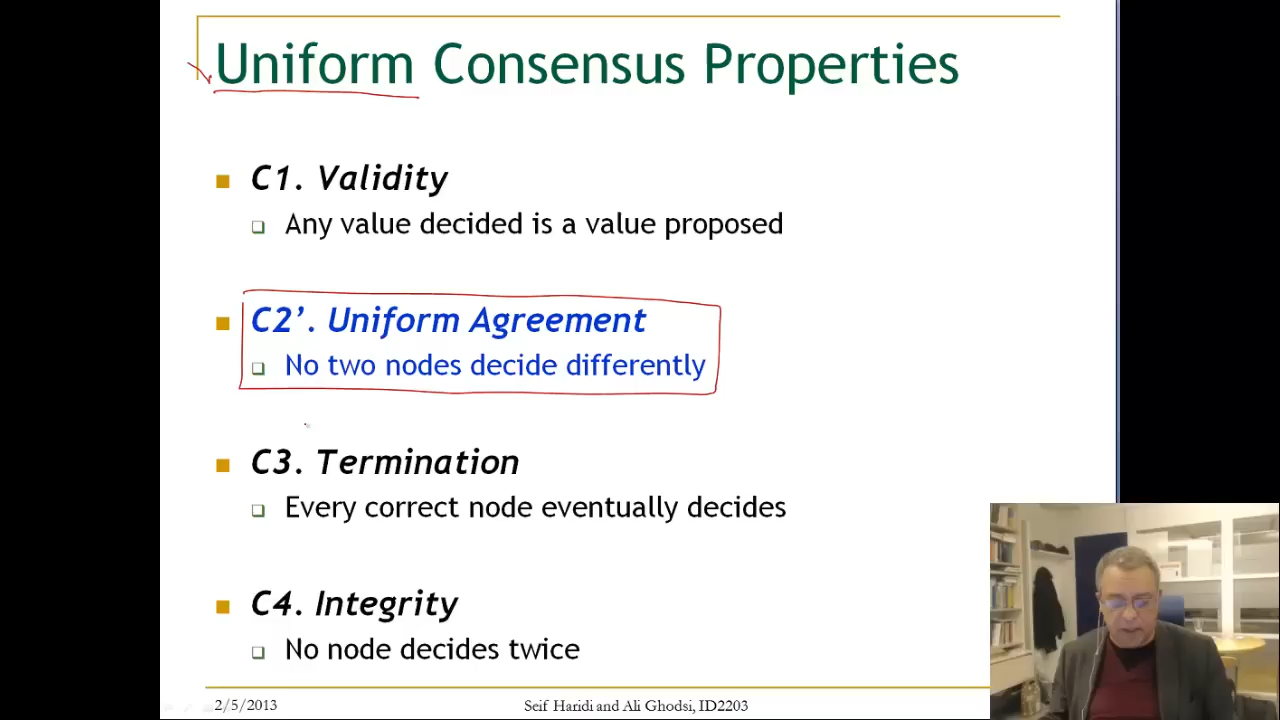 Uniform Consensus Properties
C1. Validity
Any value decided is a value proposed
C2’. Uniform Agreement
No two nodes decide differently
C3. Termination
Every correct node eventually decides
C4. Integrity
No node decides twice
2/5/2013
Seif Haridi and Ali Ghodsi, ID2203